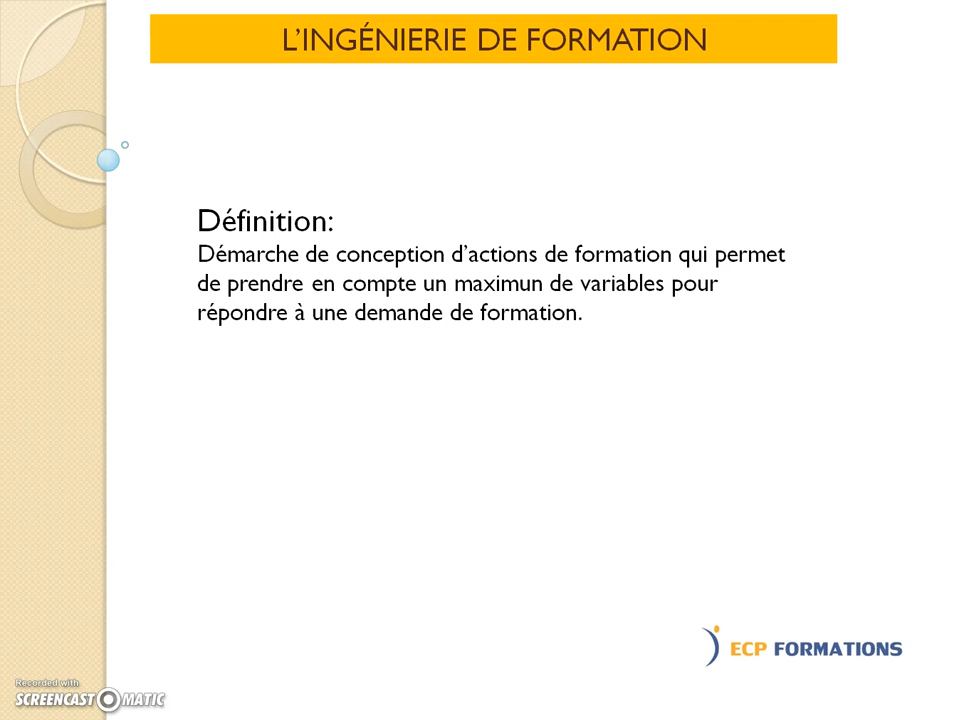 L'INGÉNIERIE DE FORMATION
Définition:
Démarche de conception d'actions de formation qui permet
de prendre en compte un maximun de variables pour
répondre à une demande de formation.
ECP FORMATIONS
Recorded with
SCREENCAST MATIC